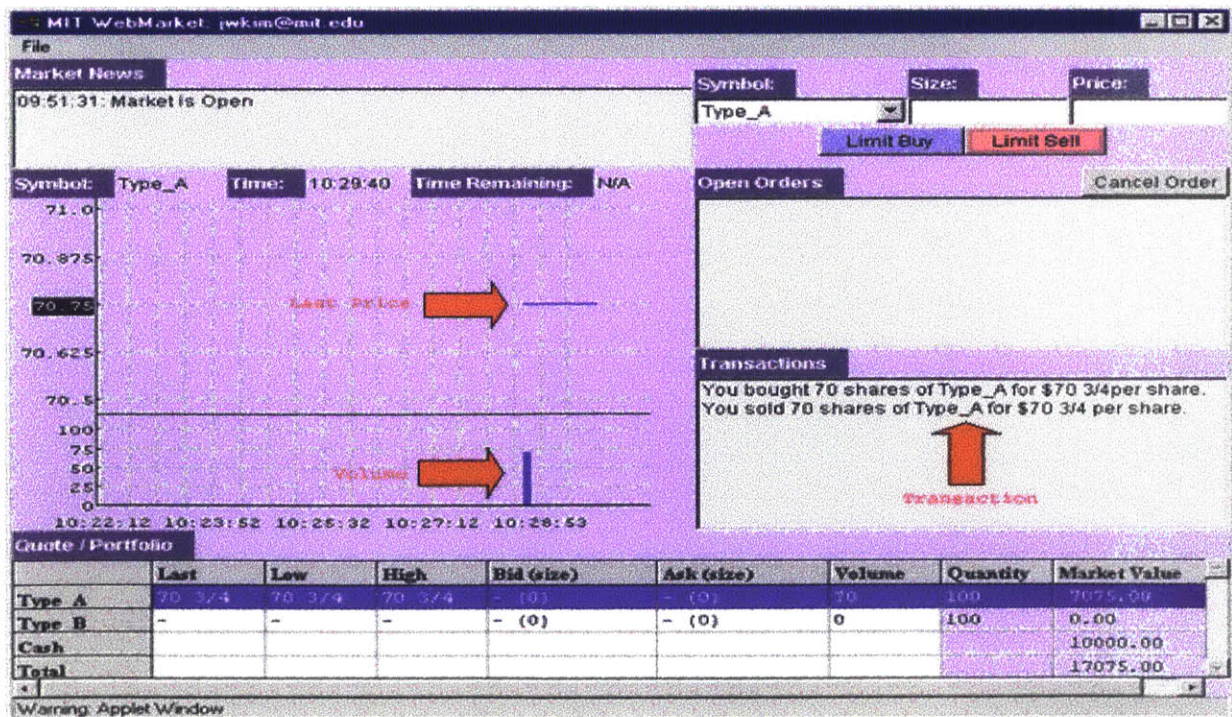 MIT WebMarket: jwkim@mit.edu
File
Market News
09:51:31: Market is Open
Symbol: Size: Price:
Type_A
Limit Buy Limit Sell
Symbol: Type_A Time: 10:29:40 Time Remaining: N/A
Open Orders Cancel Order
71.0
70.875
70.75
Last Price
70.625
70.5
100
75
50
25
0
Volume
10:22:12 10:23:52 10:25:32 10:27:12 10:28:53
Transactions
You bought 70 shares of Type_A for $70 3/4per share.
You sold 70 shares of Type_A for $70 3/4 per share.
Transaction
Quote / Portfolio
Last Low High Bid (size) Ask (size) Volume Quantity Market Value
Type A 70 3/4 70 3/4 70 3/4 - (0) - (0) 70 100 7075.00
Type B - - - - (0) - (0) 0 100 0.00
Cash 10000.00
Total 17075.00
Warning: Applet Window